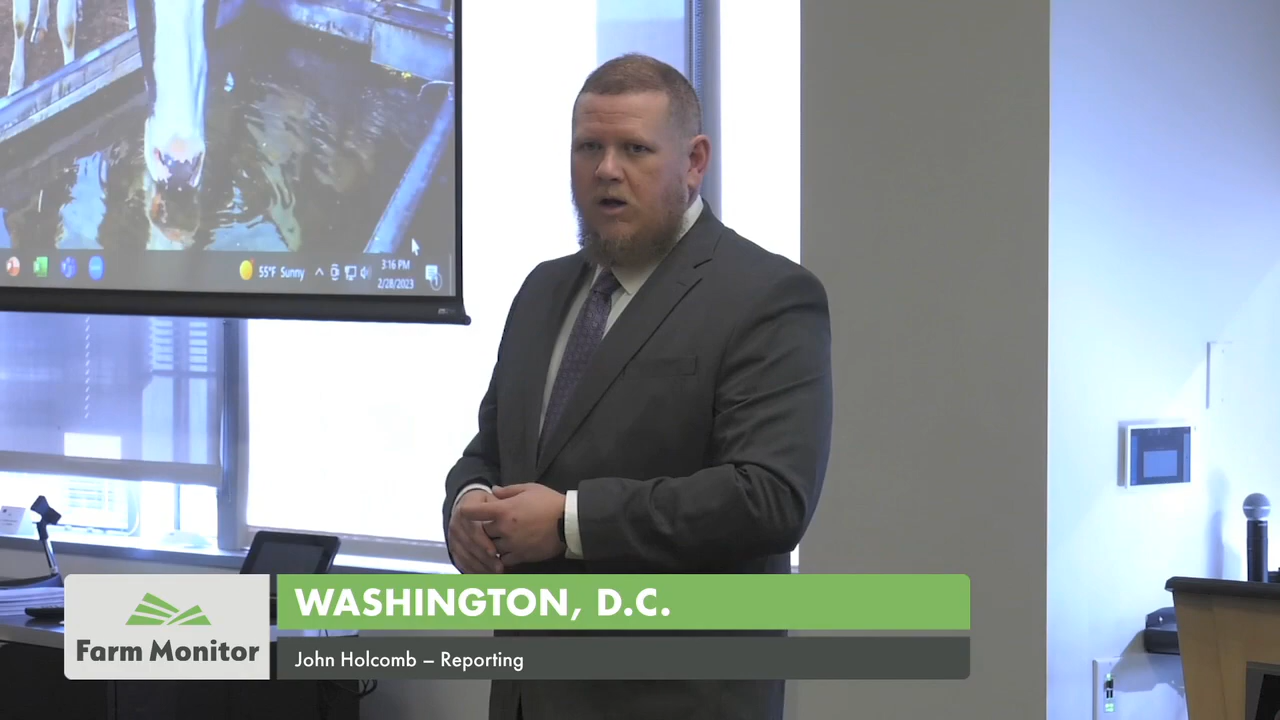 55°F Sunny
3:16 PM
2/28/2023
WASHINGTON, D.C.
Farm Monitor
John Holcomb – Reporting